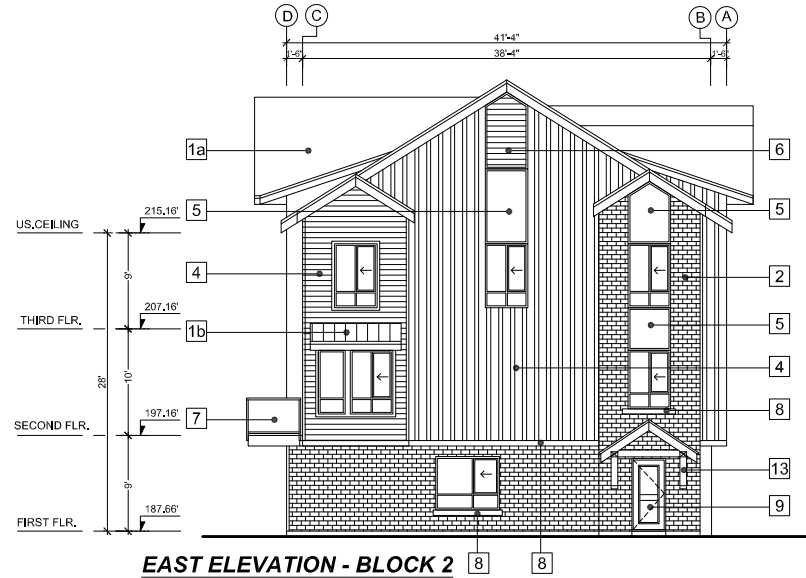 D C B A
41'-4"
1'-6" 38'-4" 1'-6"
1a 6
5 5
US.CEILING 215.16'
4 2
9'
THIRD FLR. 207.16'
1b 5
28' 10' 4
7 8
SECOND FLR. 197.16'
13
9'
9
FIRST FLR. 187.66'
EAST ELEVATION - BLOCK 2 8 8